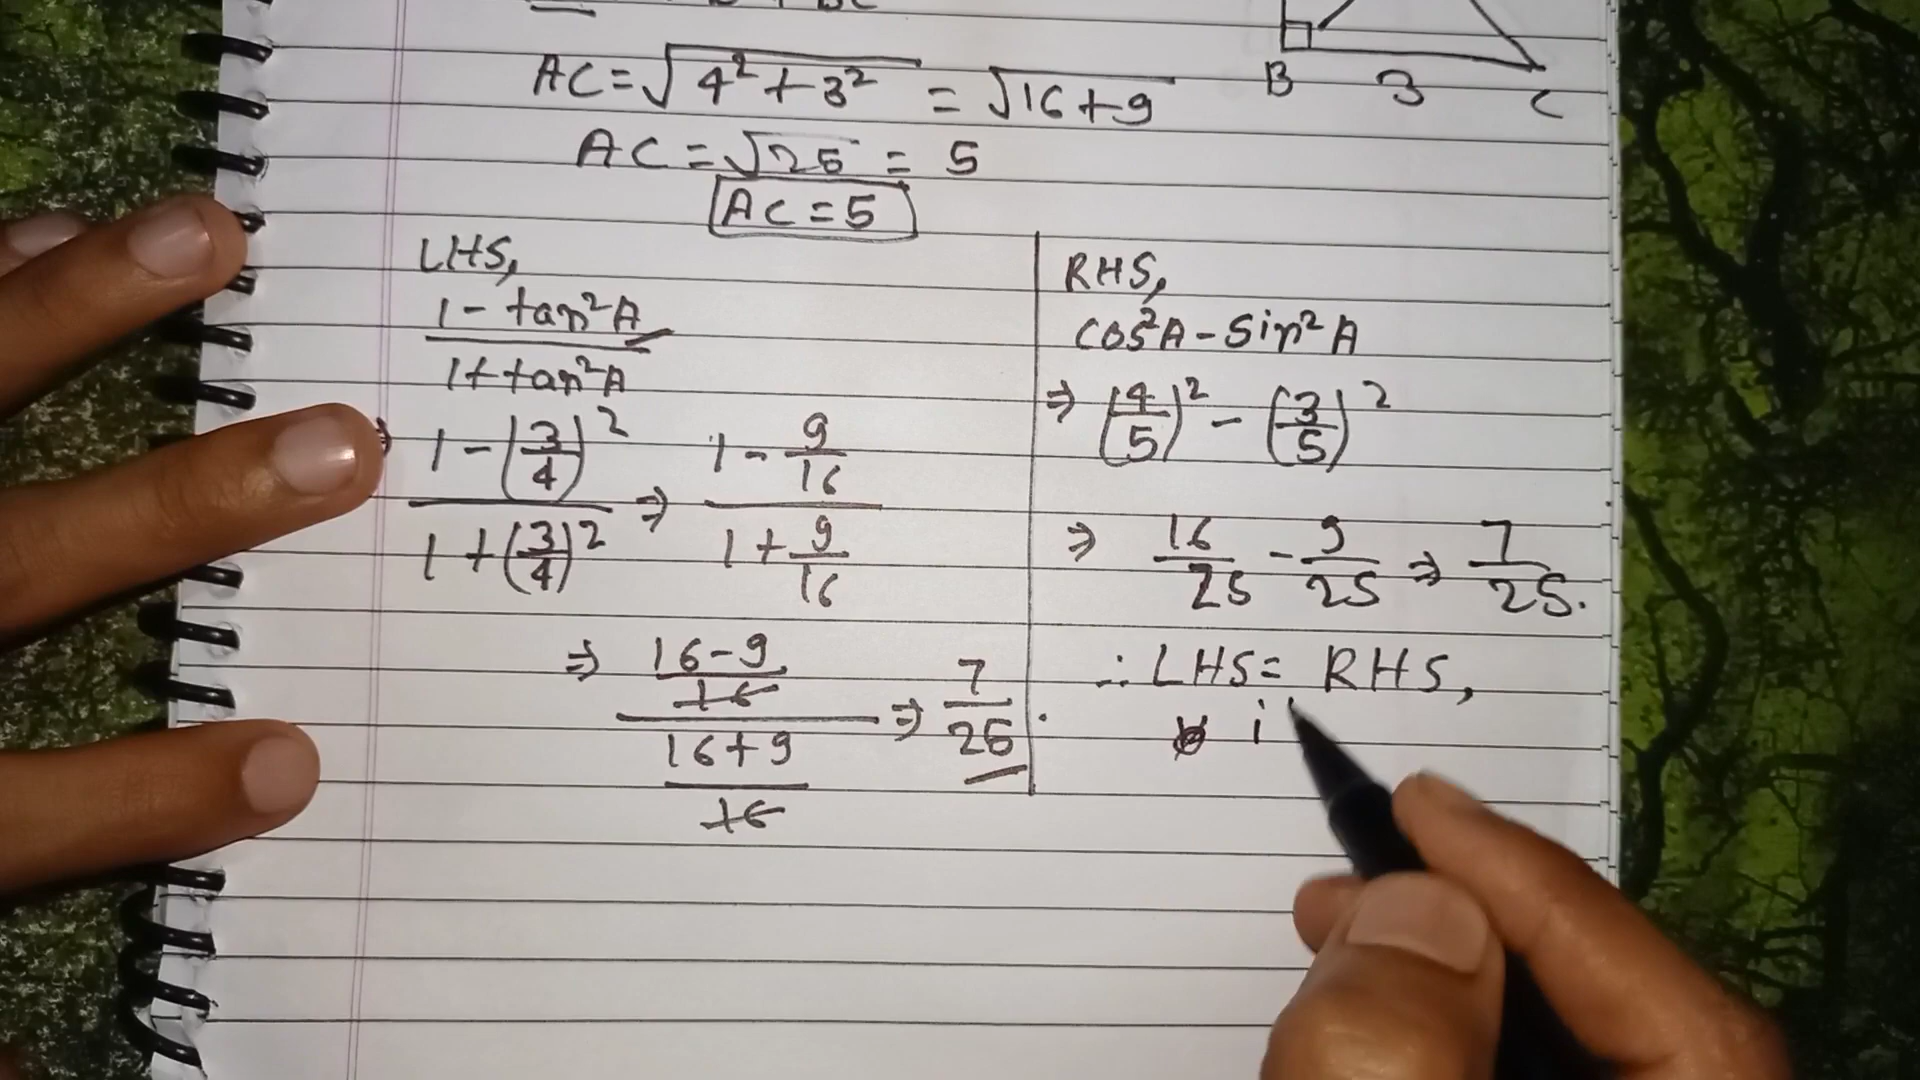 AC = √4² + 3² = √16 + 9
B 3 C
AC = √25 = 5
AC = 5
LHS,
1 - tan²A / 1 + tan²A
⇒ 1 - (3/4)² / 1 + (3/4)² ⇒ 1 - 9/16 / 1 + 9/16
⇒ 16 - 9/16 / 16 + 9/16 ⇒ 7/25.
RHS,
cos²A - Sin²A
⇒ (4/5)² - (3/5)²
⇒ 16/25 - 9/25 ⇒ 7/25.
∴ LHS = RHS,